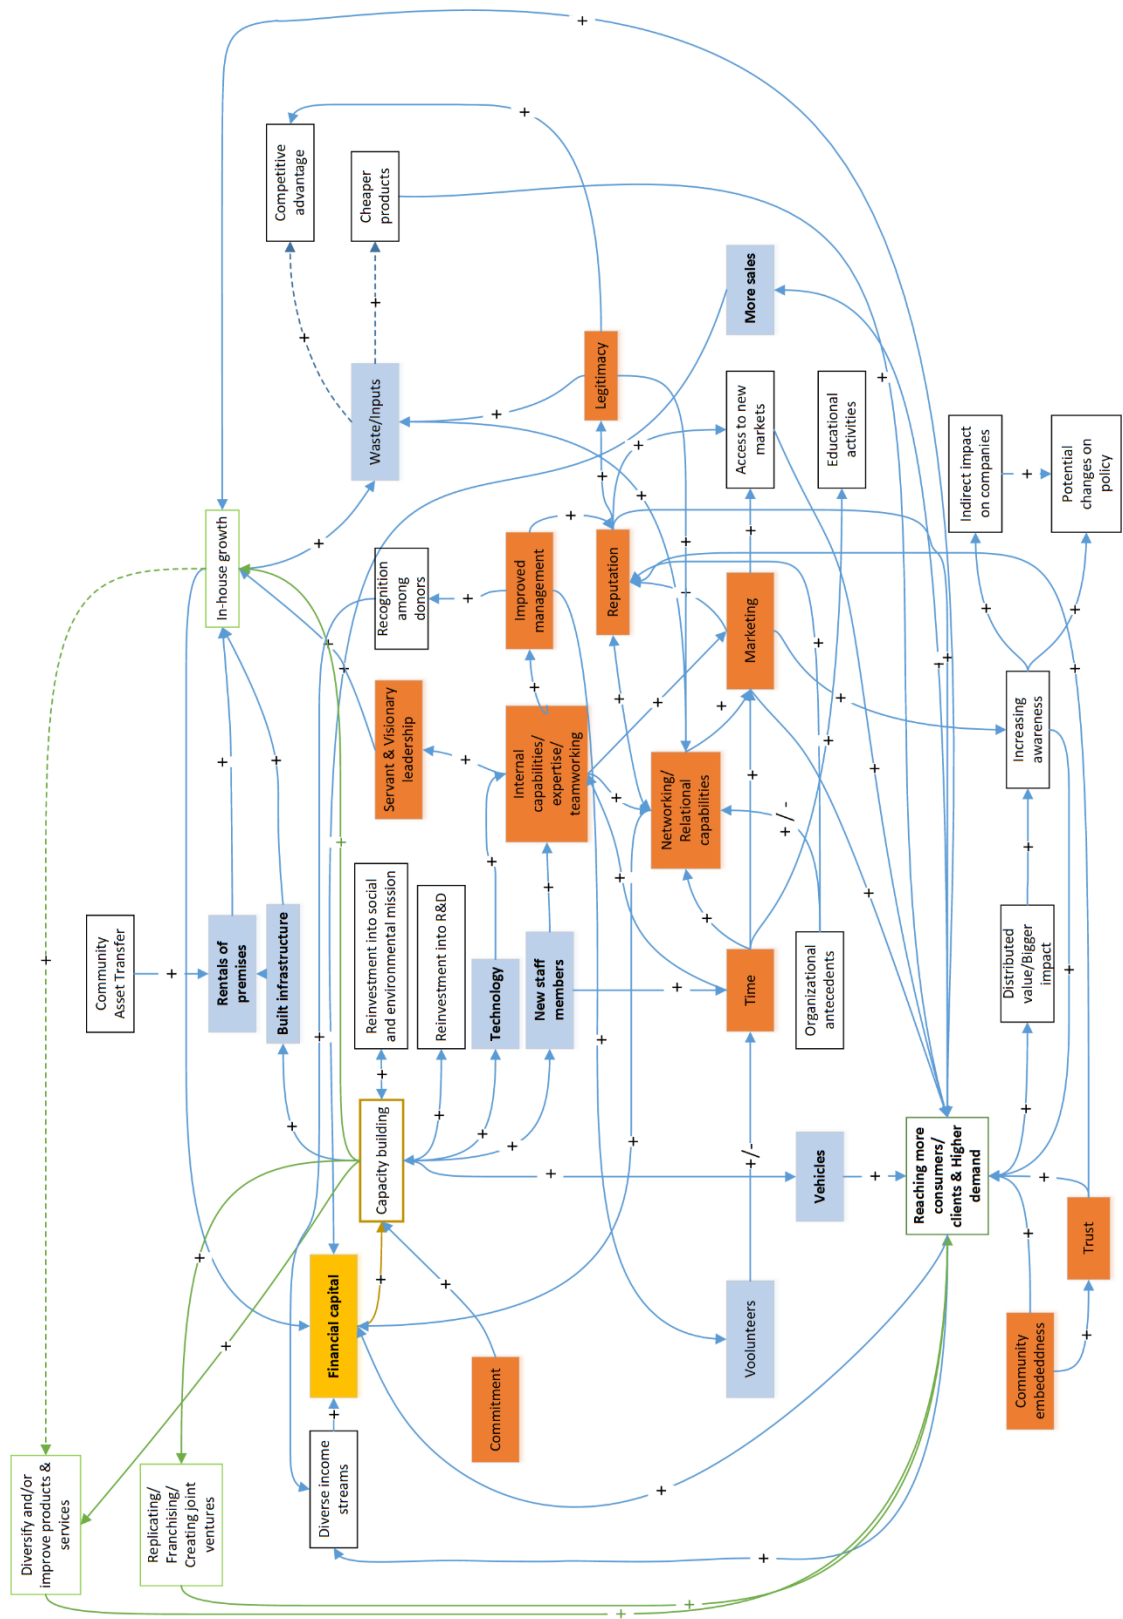 Diversify and/or
improve products &
services
+
Community
Asset Transfer
Replicating/
Franchising/
Creating joint
ventures
+
+
Rentals of
premises
+
In-house growth
+
Built infrastructure
+
+
Competitive
advantage
+
Diverse income
streams
+
Financial capital
+
+
+
+
+
+
Cheaper
products
Waste/Inputs
+
Capacity building
+
+
Reinvestment into social
and environmental mission
Servant & Visionary
leadership
Recognition
among
donors
Reinvestment into R&D
+
+
+
+
Commitment
+
Technology
+
+
+
+
Improved
management
+
New staff
members
+
Internal
capabilities/
expertise/
teamworking
+
+
+
+
+
Legitimacy
Reputation
+
+
+
+
+
+
+
+
+
+
+
Networking/
Relational
capabilities
+
+
+
Voolunteers
+/-
Time
+
+
Marketing
+
Access to new
markets
More sales
+
+/-
Vehicles
Organizational
antecedents
+
+
Educational
activities
+
+
+
+
+
Reaching more
consumers/
clients & Higher
demand
+
+
Indirect impact
on companies
+
Community
embededdness
Distributed
value/Bigger
impact
+
Increasing
awareness
+
+
+
+
+
+
Potential
changes on
policy
Trust
+
+